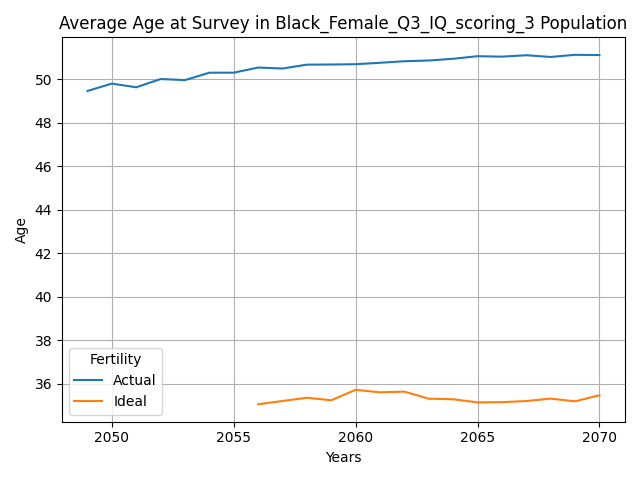 Average Age at Survey in Black_Female_Q3_IQ_scoring_3 Population
50
48
46
44
42
40
38
36
Age
Fertility
Actual
Ideal
2050 2055 2060 2065 2070
Years